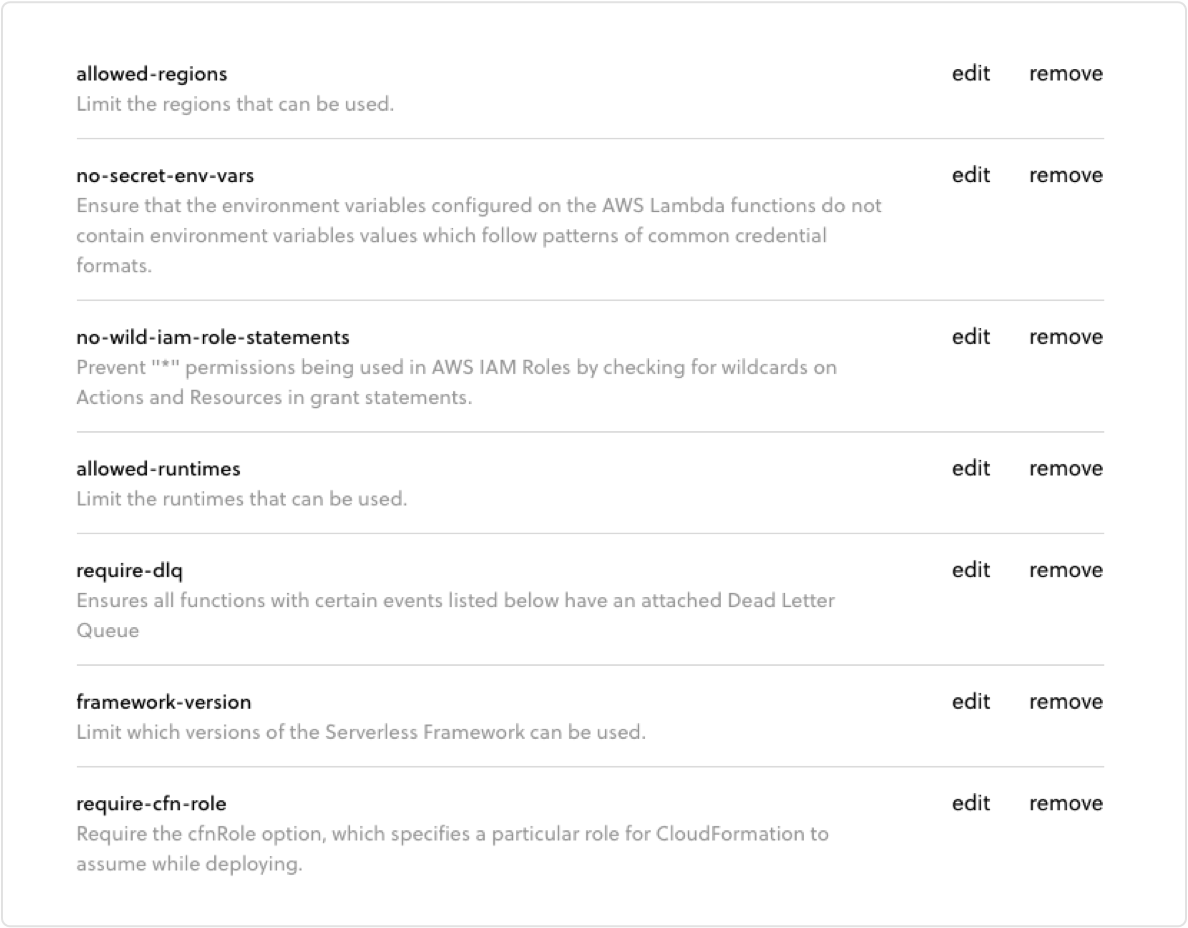 allowed-regions edit remove
Limit the regions that can be used.
no-secret-env-vars edit remove
Ensure that the environment variables configured on the AWS Lambda functions do not
contain environment variables values which follow patterns of common credential
formats.
no-wild-iam-role-statements edit remove
Prevent "*" permissions being used in AWS IAM Roles by checking for wildcards on
Actions and Resources in grant statements.
allowed-runtimes edit remove
Limit the runtimes that can be used.
require-dlq edit remove
Ensures all functions with certain events listed below have an attached Dead Letter
Queue
framework-version edit remove
Limit which versions of the Serverless Framework can be used.
require-cfn-role edit remove
Require the cfnRole option, which specifies a particular role for CloudFormation to
assume while deploying.